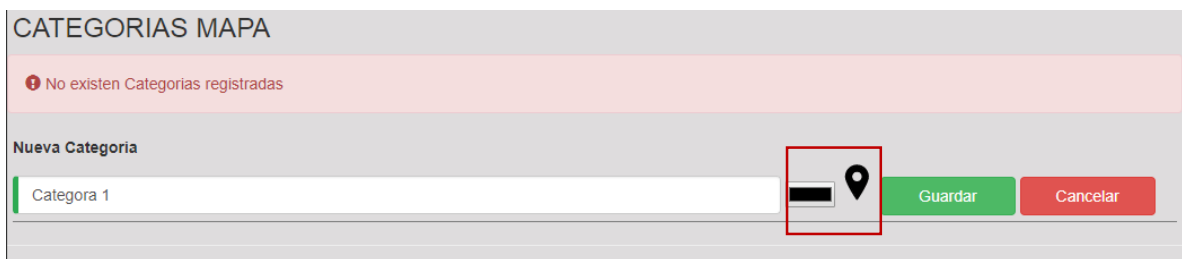 CATEGORIAS MAPA
No existen Categorias registradas
Nueva Categoria
Categora 1
Guardar
Cancelar